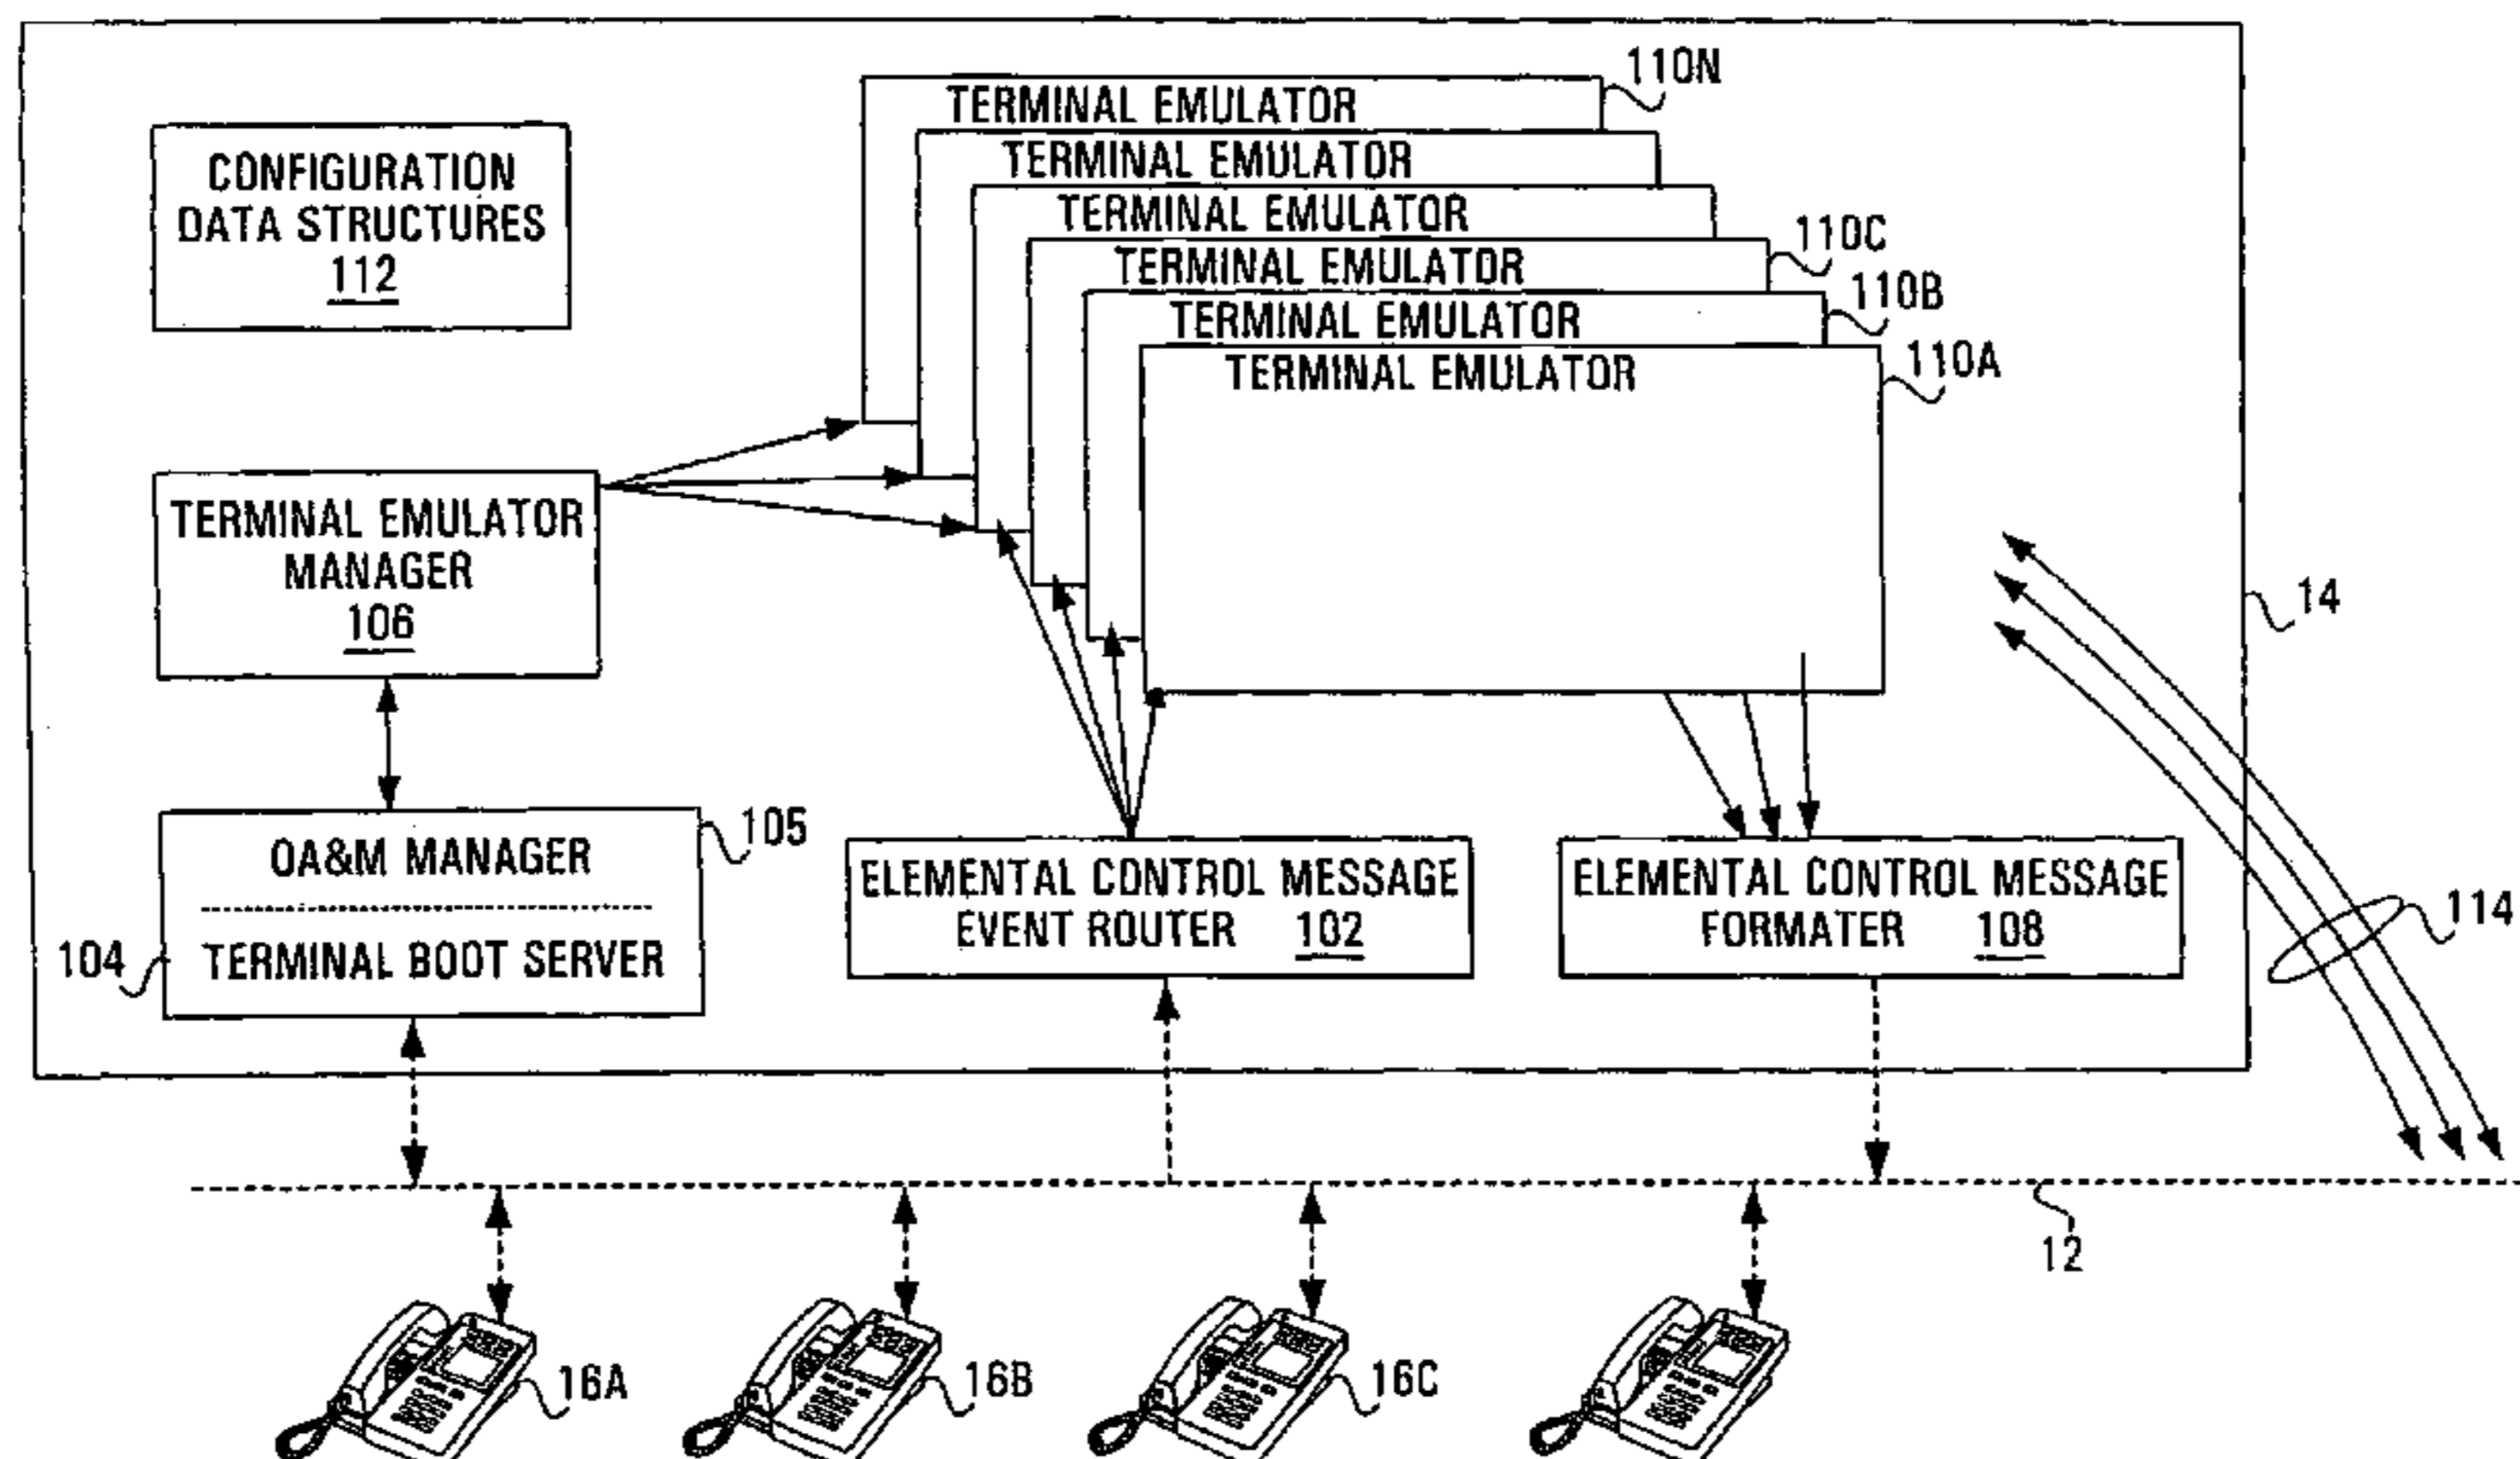 110N
TERMINAL EMULATOR
TERMINAL EMULATOR
TERMINAL EMULATOR
110C
TERMINAL EMULATOR
110B
TERMINAL EMULATOR
110A
TERMINAL EMULATOR
CONFIGURATION
DATA STRUCTURES
112
TERMINAL EMULATOR
MANAGER
106
14
105
OA&M MANAGER
104
TERMINAL BOOT SERVER
ELEMENTAL CONTROL MESSAGE
EVENT ROUTER 102
ELEMENTAL CONTROL MESSAGE
FORMATER 108
114
12
16A
16B
16C